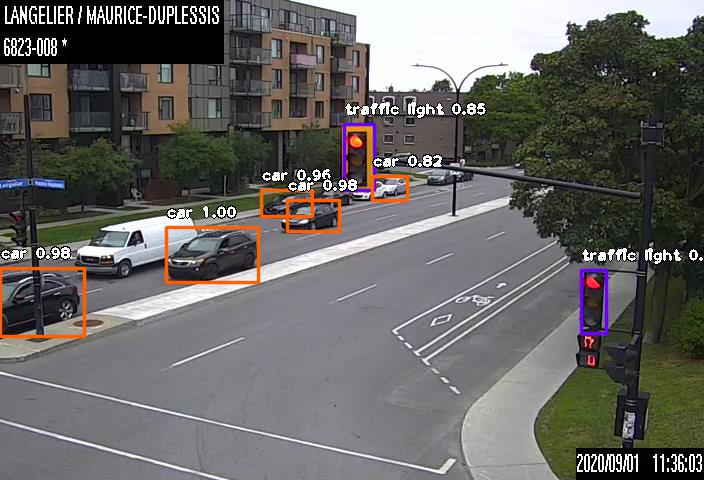 LANGELIER / MAURICE-DUPLESSIS
6823-008 *
traffic light 0.85
car 0.82
car 0.96
car 0.98
car 1.00
Langelier
car 0.98
traffic light 0.
2020/09/01 11:36:03